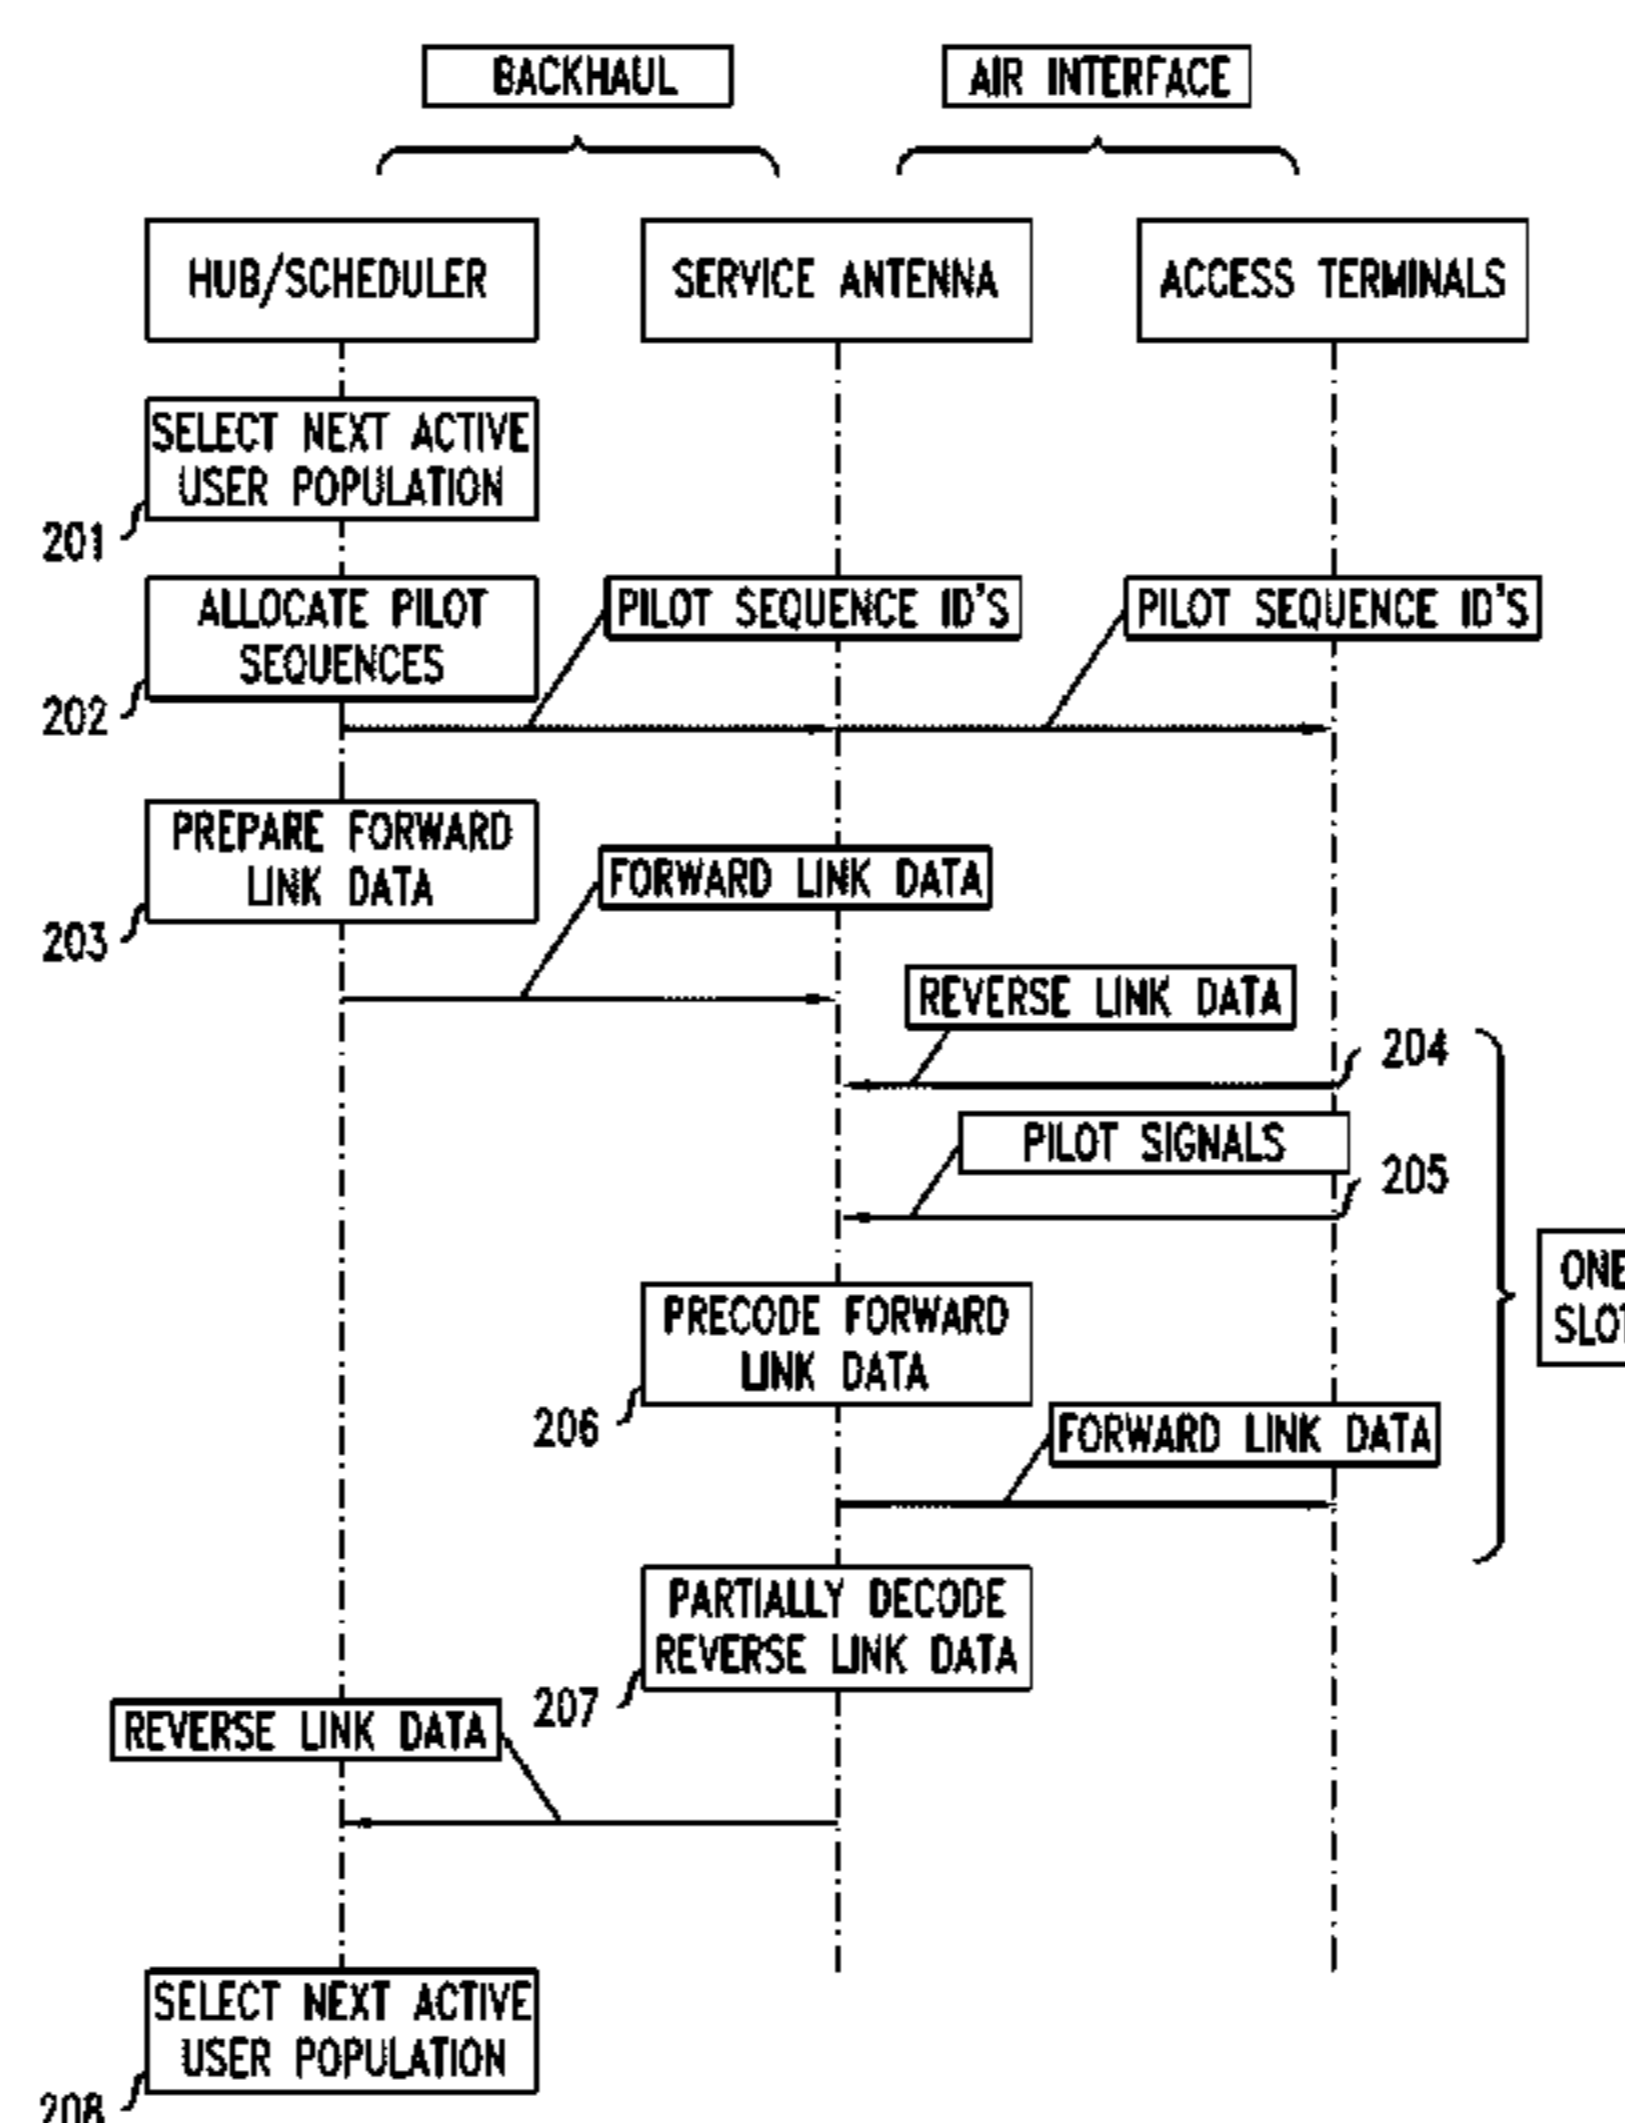 BACKHAUL
AIR INTERFACE
HUB/SCHEDULER
SERVICE ANTENNA
ACCESS TERMINALS
SELECT NEXT ACTIVE
USER POPULATION
201
ALLOCATE PILOT
SEQUENCES
202
PILOT SEQUENCE ID'S
PILOT SEQUENCE ID'S
PREPARE FORWARD
LINK DATA
203
FORWARD LINK DATA
REVERSE LINK DATA
204
PILOT SIGNALS
205
ONE
SLOT
PRECODE FORWARD
LINK DATA
206
FORWARD LINK DATA
PARTIALLY DECODE
REVERSE LINK DATA
207
REVERSE LINK DATA
SELECT NEXT ACTIVE
USER POPULATION
208